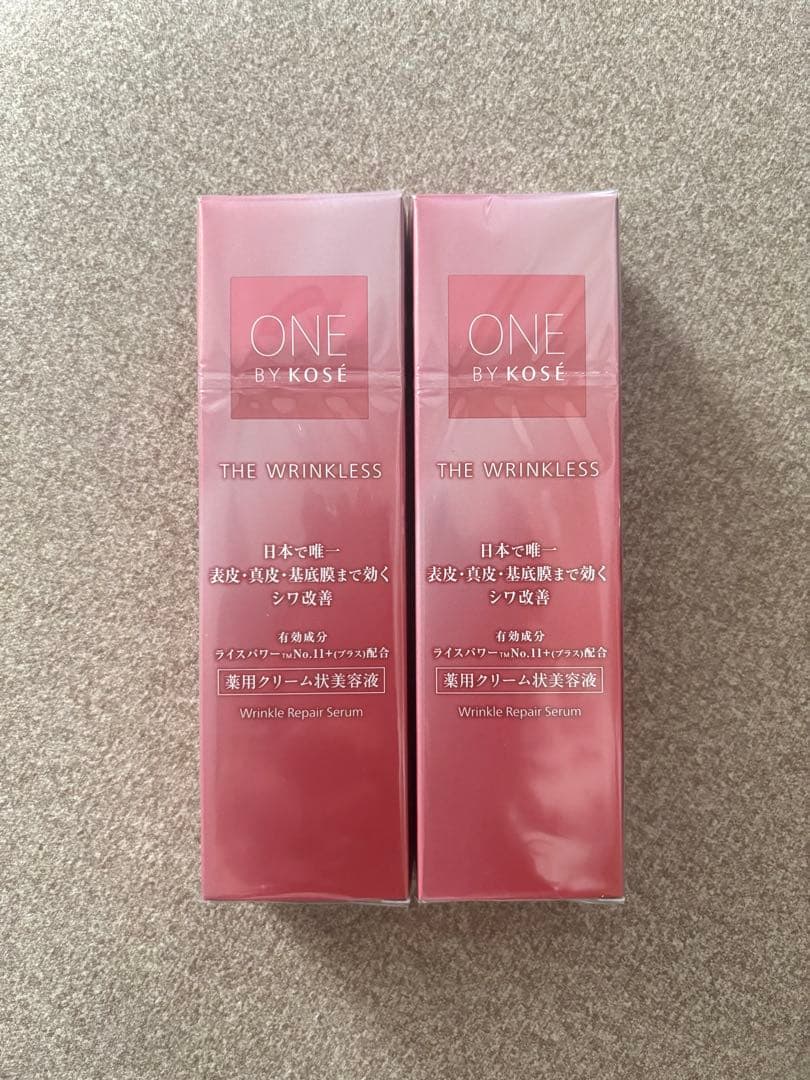 ONE
BY KOSÉ
THE WRINKLESS
日本で唯一
表皮・真皮・基底膜まで効く
シワ改善
有効成分
ライスパワー™No.11+(プラス)配合
薬用クリーム状美容液
Wrinkle Repair Serum
ONE
BY KOSÉ
THE WRINKLESS
日本で唯一
表皮・真皮・基底膜まで効く
シワ改善
有効成分
ライスパワー™No.11+(プラス)配合
薬用クリーム状美容液
Wrinkle Repair Serum